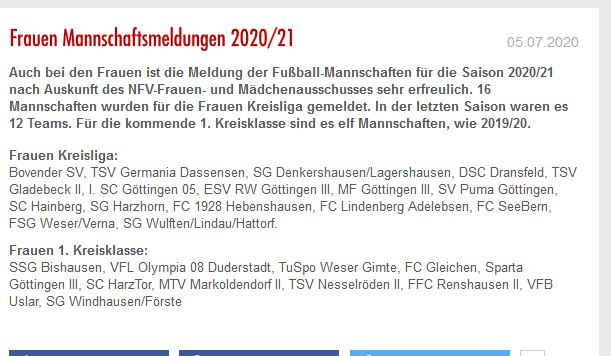 Frauen Mannschaftsmeldungen 2020/21
05.07.2020
Auch bei den Frauen ist die Meldung der Fußball-Mannschaften für die Saison 2020/21
nach Auskunft des NFV-Frauen- und Mädchenausschusses sehr erfreulich. 16
Mannschaften wurden für die Frauen Kreisliga gemeldet. In der letzten Saison waren es
12 Teams. Für die kommende 1. Kreisklasse sind es elf Mannschaften, wie 2019/20.
Frauen Kreisliga:
Bovender SV, TSV Germania Dassensen, SG Denkershausen/Lagershausen, DSC Dransfeld, TSV
Gladebeck II, I. SC Göttingen 05, ESV RW Göttingen III, MF Göttingen III, SV Puma Göttingen,
SC Hainberg, SG Harzhorn, FC 1928 Hebenshausen, FC Lindenberg Adelebsen, FC SeeBern,
FSG Weser/Verna, SG Wulften/Lindau/Hattorf.
Frauen 1. Kreisklasse:
SSG Bishausen, VFL Olympia 08 Duderstadt, TuSpo Weser Gimte, FC Gleichen, Sparta
Göttingen III, SC HarzTor, MTV Markoldendorf II, TSV Nesselröden II, FFC Renshausen II, VFB
Uslar, SG Windhausen/Förste